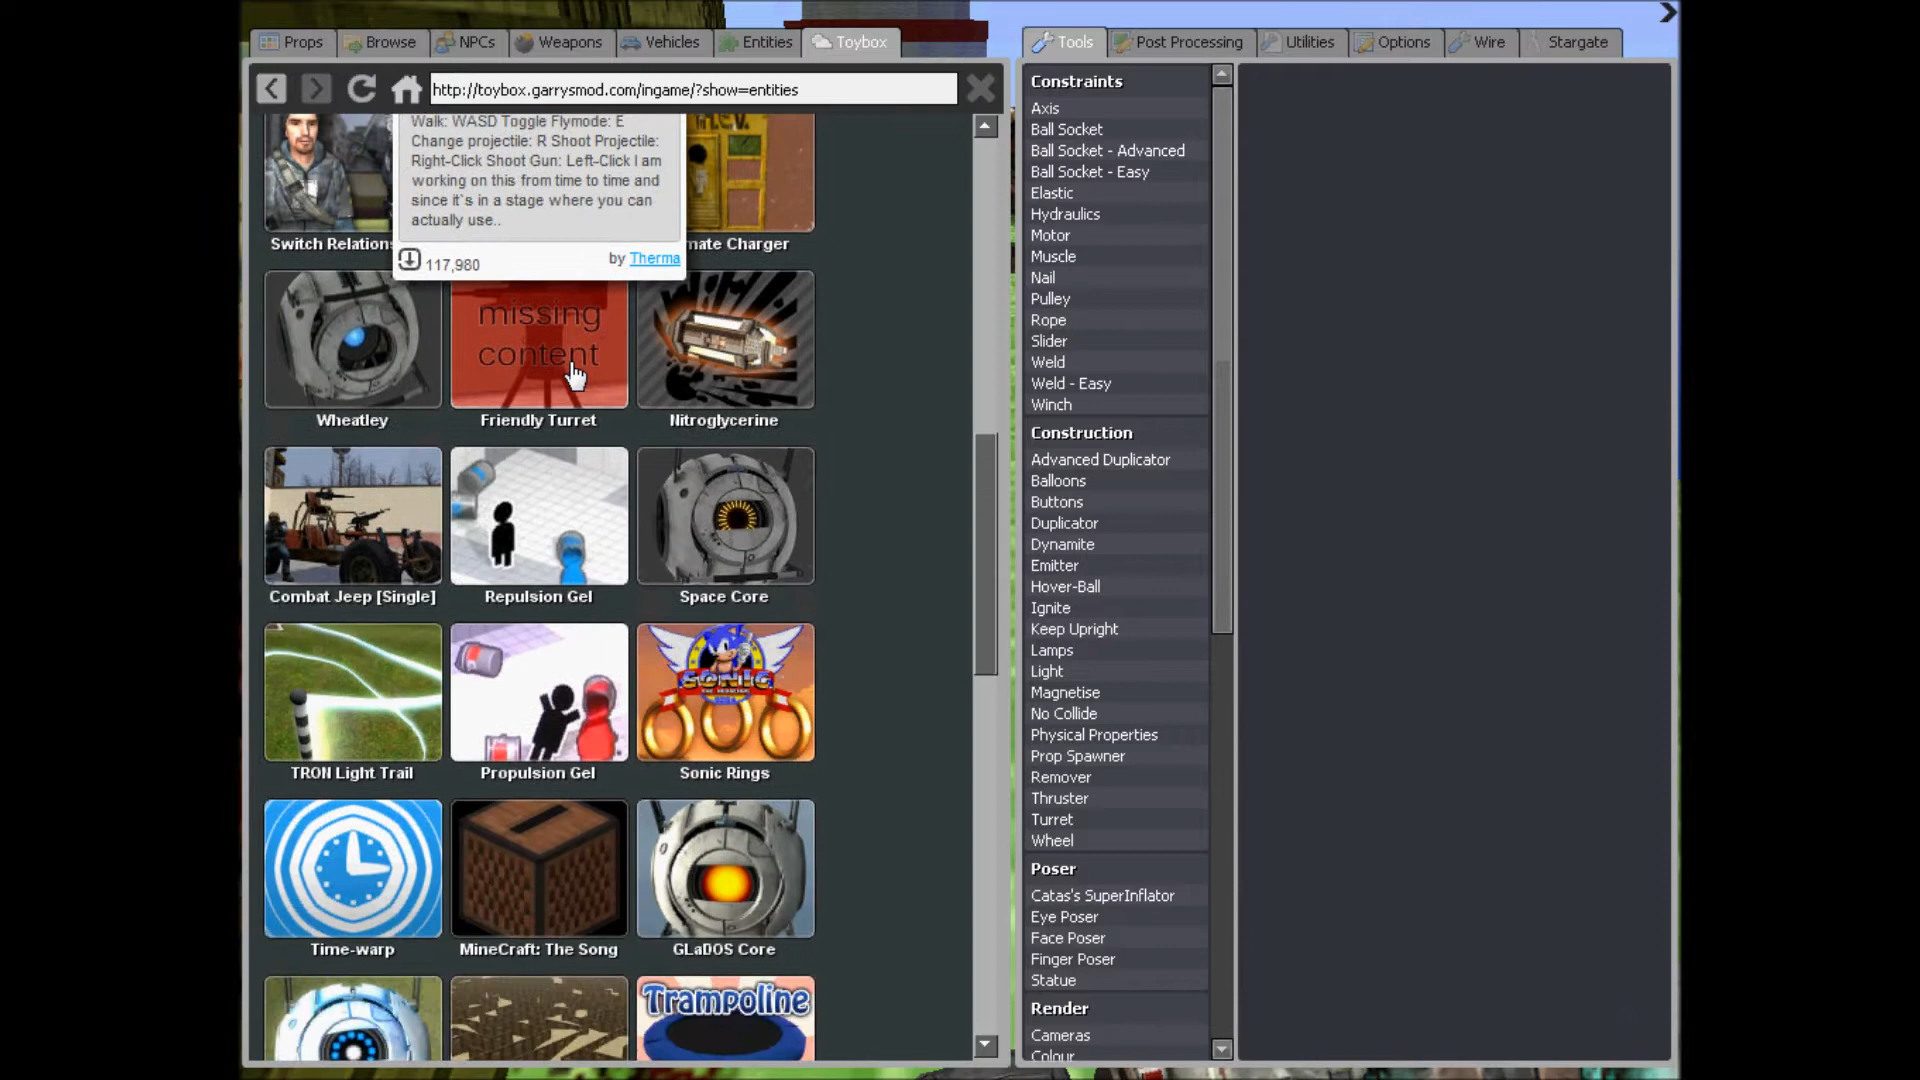 Props
Browse
NPCs
Weapons
Vehicles
Entities
Toybox
http://toybox.garrysmod.com/ingame/?show=entities
Walk: WASD Toggle Flymode: E
Change projectile: R Shoot Projectile:
Right-Click Shoot Gun: Left-Click I am
working on this from time to time and
since it`s in a stage where you can
actually use..
117,980
by Therma
Switch Relation
mate Charger
missing
content
Wheatley
Friendly Turret
Nitroglycerine
Combat Jeep [Single]
Repulsion Gel
Space Core
SONIC
TRON Light Trail
Propulsion Gel
Sonic Rings
Time-warp
MineCraft: The Song
GLaDOS Core
Trampoline
Tools
Post Processing
Utilities
Options
Wire
Stargate
Constraints
Axis
Ball Socket
Ball Socket - Advanced
Ball Socket - Easy
Elastic
Hydraulics
Motor
Muscle
Nail
Pulley
Rope
Slider
Weld
Weld - Easy
Winch
Construction
Advanced Duplicator
Balloons
Buttons
Duplicator
Dynamite
Emitter
Hover-Ball
Ignite
Keep Upright
Lamps
Light
Magnetise
No Collide
Physical Properties
Prop Spawner
Remover
Thruster
Turret
Wheel
Poser
Catas's SuperInflator
Eye Poser
Face Poser
Finger Poser
Statue
Render
Cameras
Colour